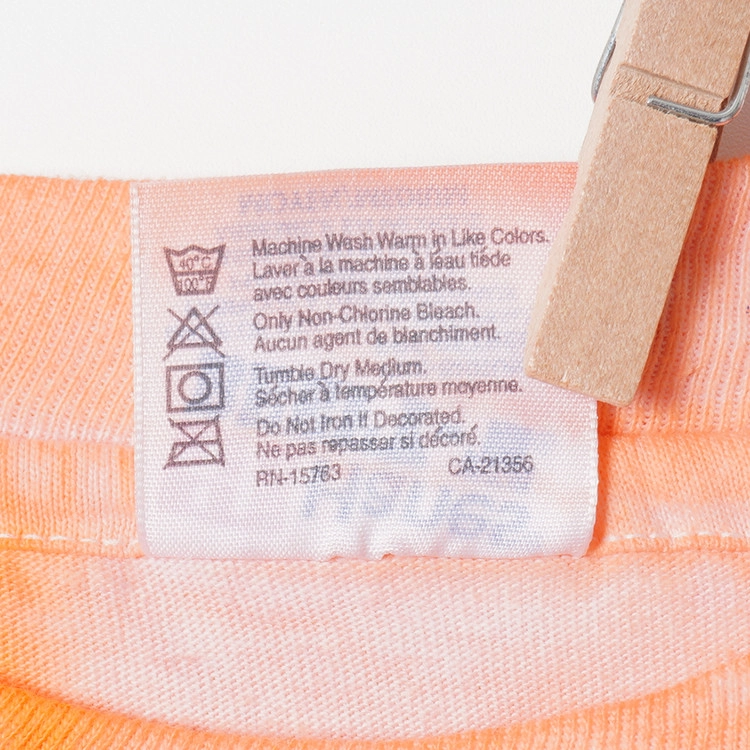 40°C
100°F
Machine Wash Warm in Like Colors.
Laver à la machine à leau tiède
avec couleurs semblables.
Only Non-Chlorine Bleach.
Aucun agent de blanchiment.
Tumble Dry Medium.
Sécher à température moyenne.
Do Not Iron If Decorated.
Ne pas repasser si décoré.
RN-15763 CA-21356